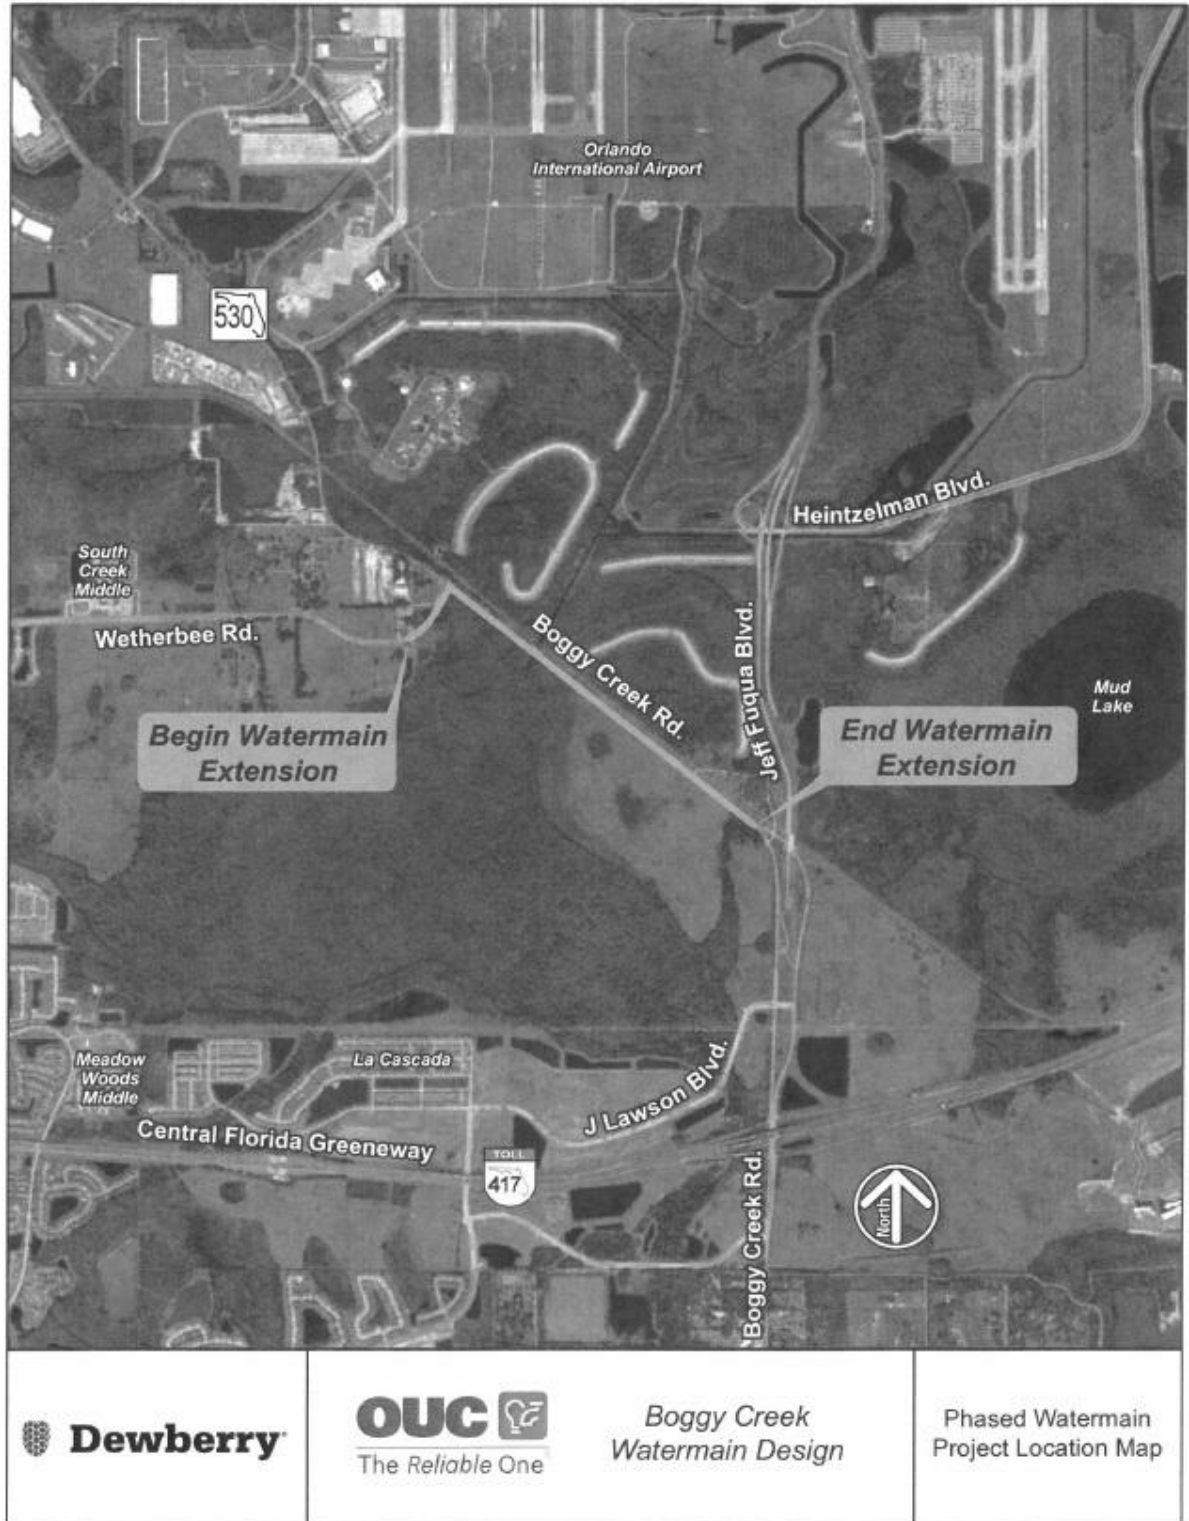 Orlando
International Airport
530
Heintzelman Blvd.
South
Creek
Middle
Wetherbee Rd.
Boggy Creek Rd.
Jeff Fuqua Blvd.
Mud
Lake
Begin Watermain
Extension
End Watermain
Extension
Meadow
Woods
Middle
La Cascada
J Lawson Blvd.
Central Florida Greeneway
TOLL
417
North
Boggy Creek Rd.
Dewberry
OUC
The Reliable One
Boggy Creek
Watermain Design
Phased Watermain
Project Location Map